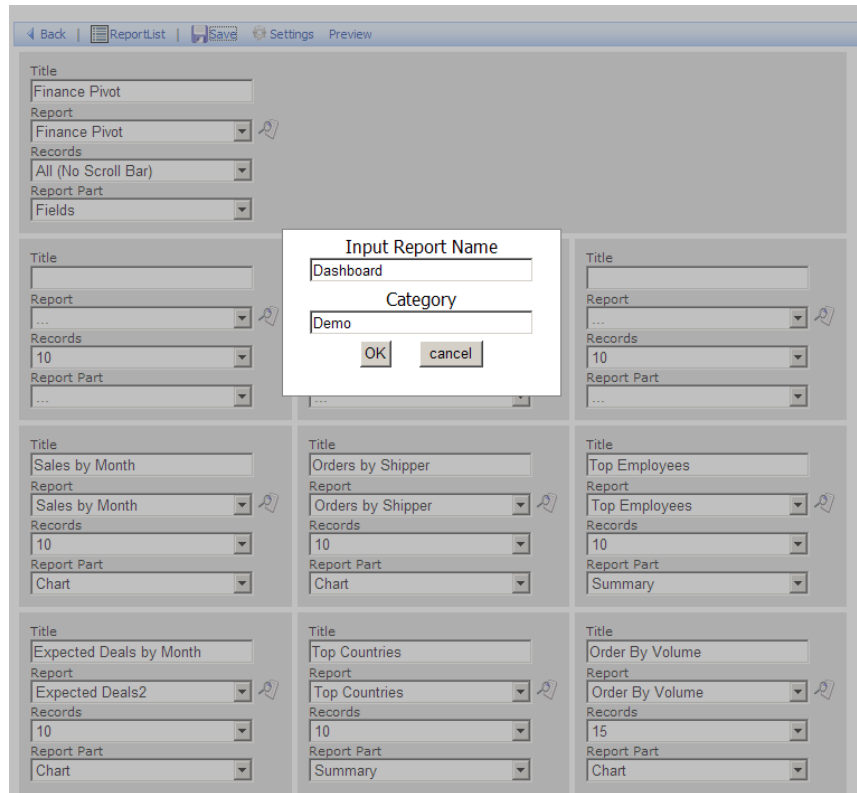 Back | ReportList | Save Settings Preview
Title
Finance Pivot
Report
Finance Pivot
Records
All (No Scroll Bar)
Report Part
Fields
Input Report Name
Dashboard
Category
Demo
OK cancel
Title
Report
...
Records
10
Report Part
...
...
Title
Report
...
Records
10
Report Part
...
Title
Sales by Month
Report
Sales by Month
Records
10
Report Part
Chart
Title
Orders by Shipper
Report
Orders by Shipper
Records
10
Report Part
Chart
Title
Top Employees
Report
Top Employees
Records
10
Report Part
Summary
Title
Expected Deals by Month
Report
Expected Deals2
Records
10
Report Part
Chart
Title
Top Countries
Report
Top Countries
Records
10
Report Part
Summary
Title
Order By Volume
Report
Order By Volume
Records
15
Report Part
Chart